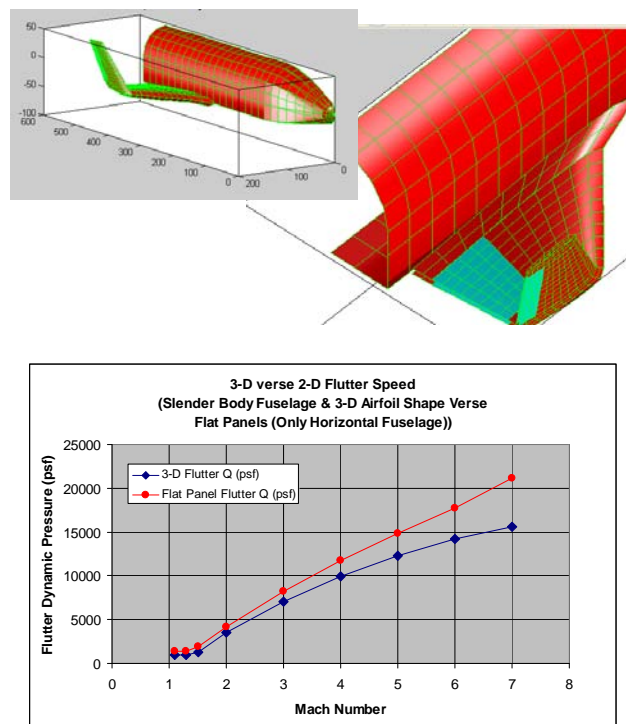 50
0
-50
-100
600
500
400
300
200
100
0
200
100
0
3-D verse 2-D Flutter Speed
(Slender Body Fuselage & 3-D Airfoil Shape Verse
Flat Panels (Only Horizontal Fuselage))
Flutter Dynamic Pressure (psf)
25000
20000
15000
10000
5000
0
3-D Flutter Q (psf)
Flat Panel Flutter Q (psf)
0 1 2 3 4 5 6 7 8
Mach Number